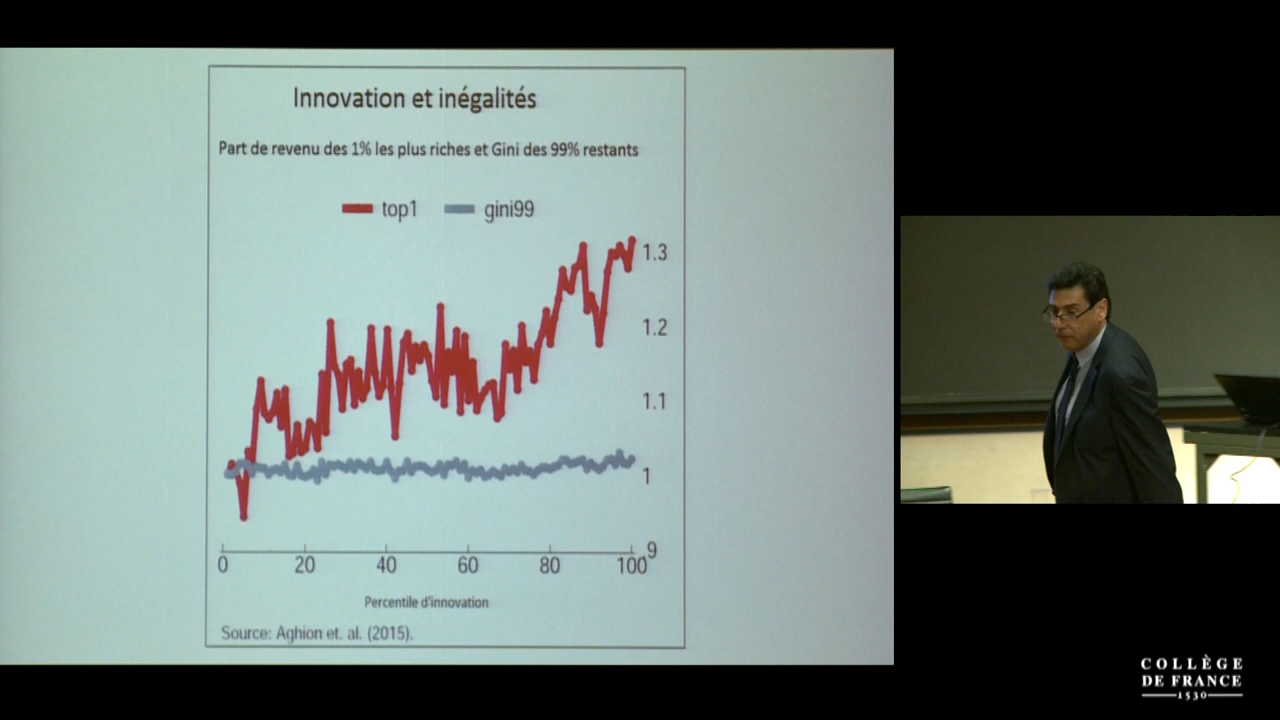 Innovation et inégalités
Part de revenu des 1% les plus riches et Gini des 99% restants
top1 gini99
1.3
1.2
1.1
1
.9
0 20 40 60 80 100
Percentile d'innovation
Source: Aghion et. al. (2015).
COLLÈGE
DE FRANCE
1530